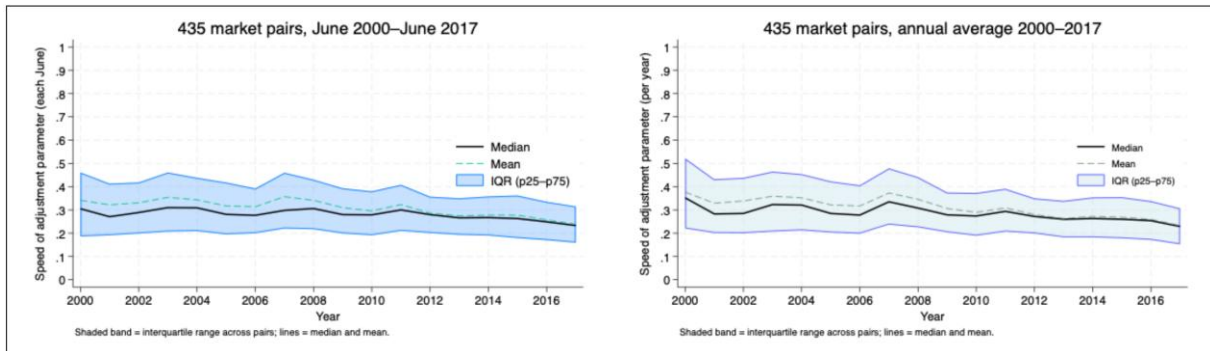 435 market pairs, June 2000–June 2017
Speed of adjustment parameter (each June)
1
.9
.8
.7
.6
.5
.4
.3
.2
.1
0
Median
Mean
IQR (p25–p75)
2000 2002 2004 2006 2008 2010 2012 2014 2016
Year
Shaded band = interquartile range across pairs; lines = median and mean.
435 market pairs, annual average 2000–2017
Speed of adjustment parameter (per year)
1
.9
.8
.7
.6
.5
.4
.3
.2
.1
0
Median
Mean
IQR (p25–p75)
2000 2002 2004 2006 2008 2010 2012 2014 2016
Year
Shaded band = interquartile range across pairs; lines = median and mean.